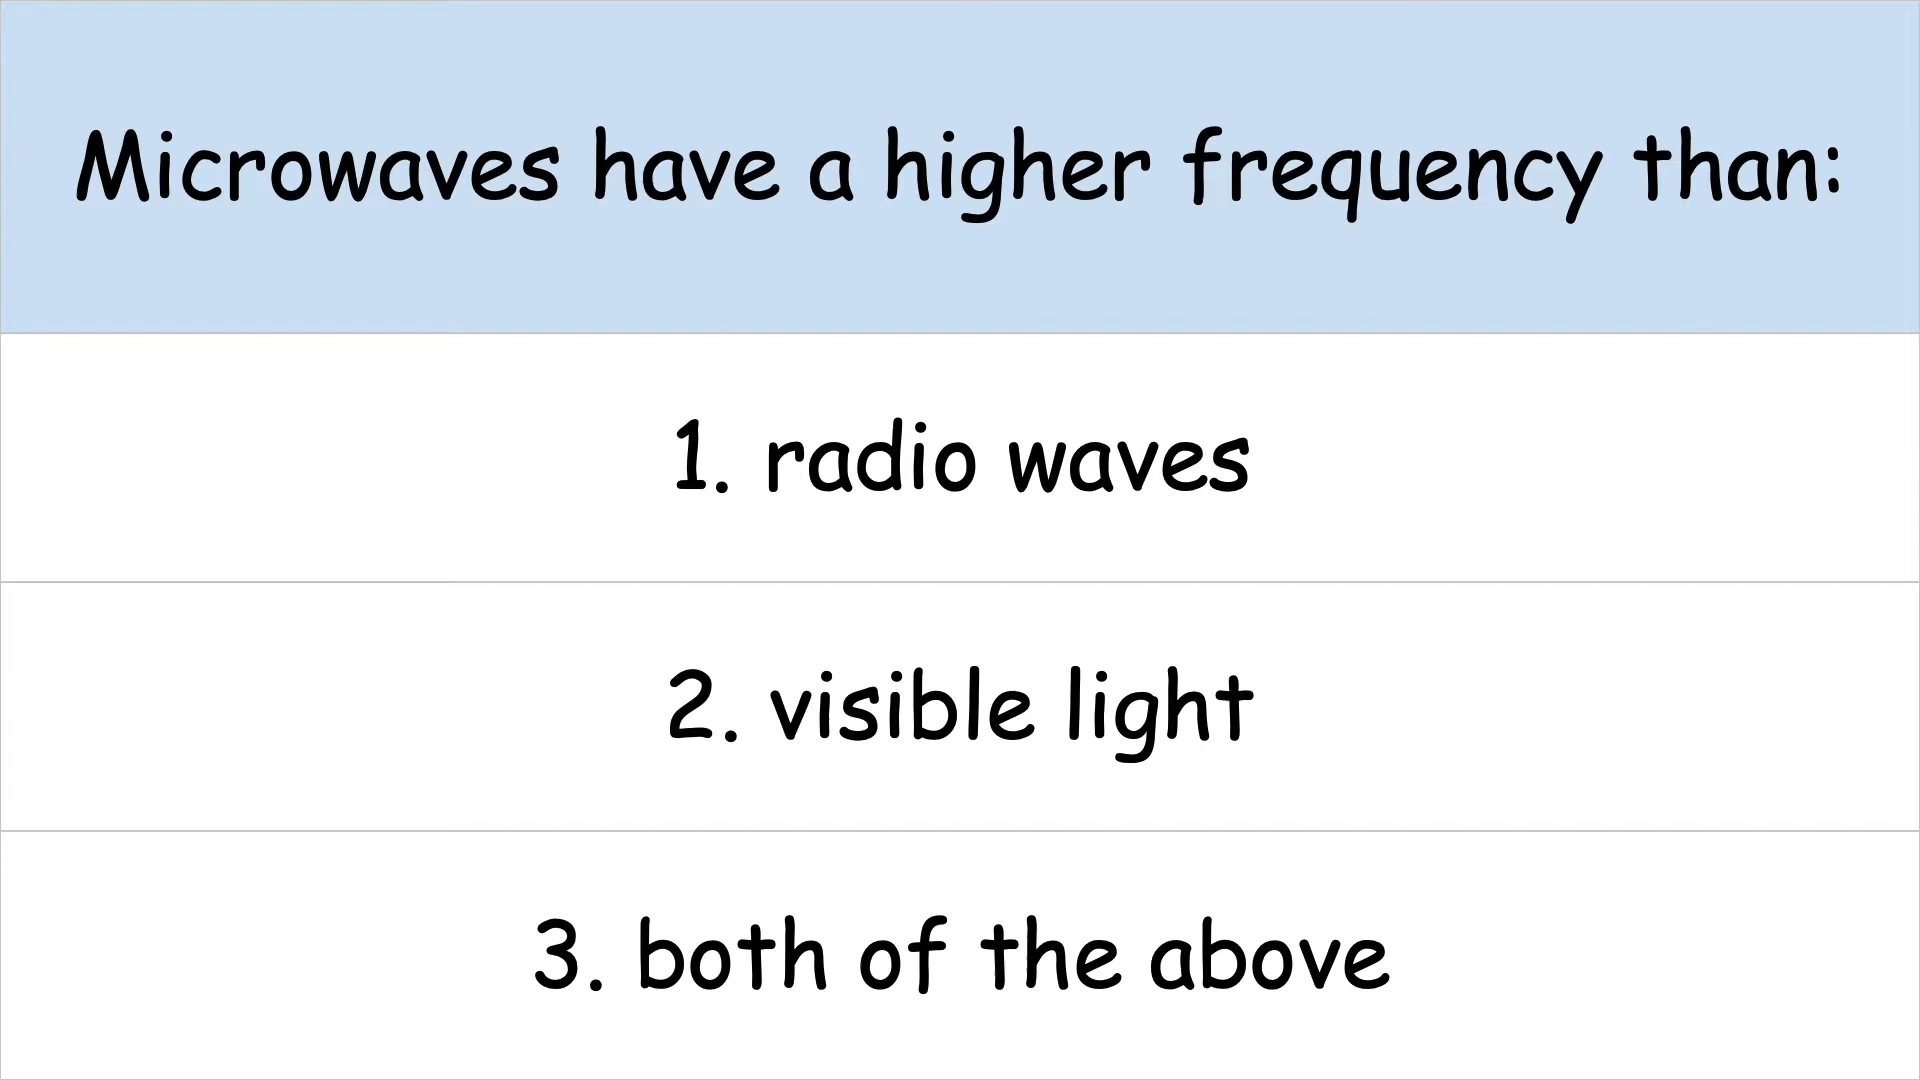 Microwaves have a higher frequency than:
1. radio waves
2. visible light
3. both of the above